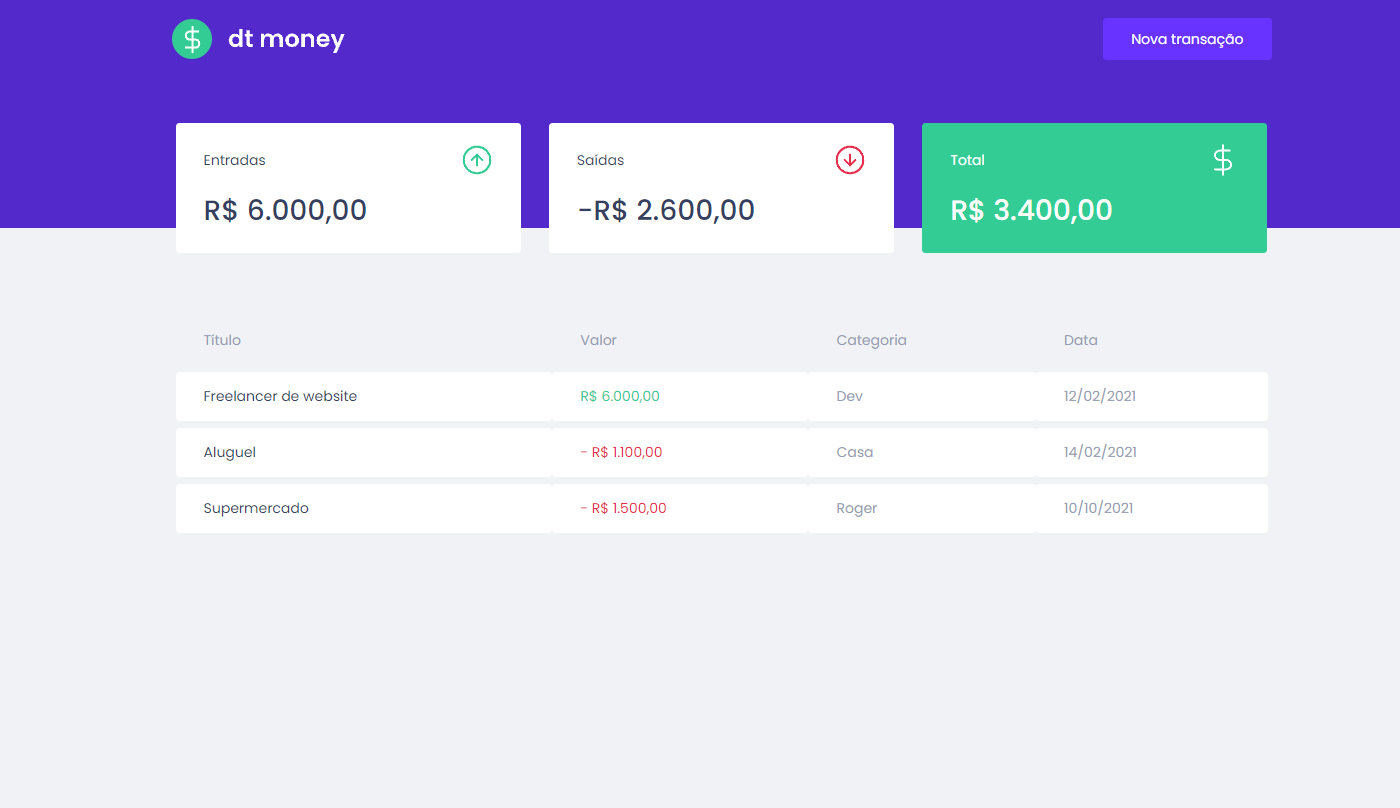 dt money Nova transação
Entradas Saídas Total
R$ 6.000,00 -R$ 2.600,00 R$ 3.400,00
Título Valor Categoria Data
Freelancer de website R$ 6.000,00 Dev 12/02/2021
Aluguel - R$ 1.100,00 Casa 14/02/2021
Supermercado - R$ 1.500,00 Roger 10/10/2021